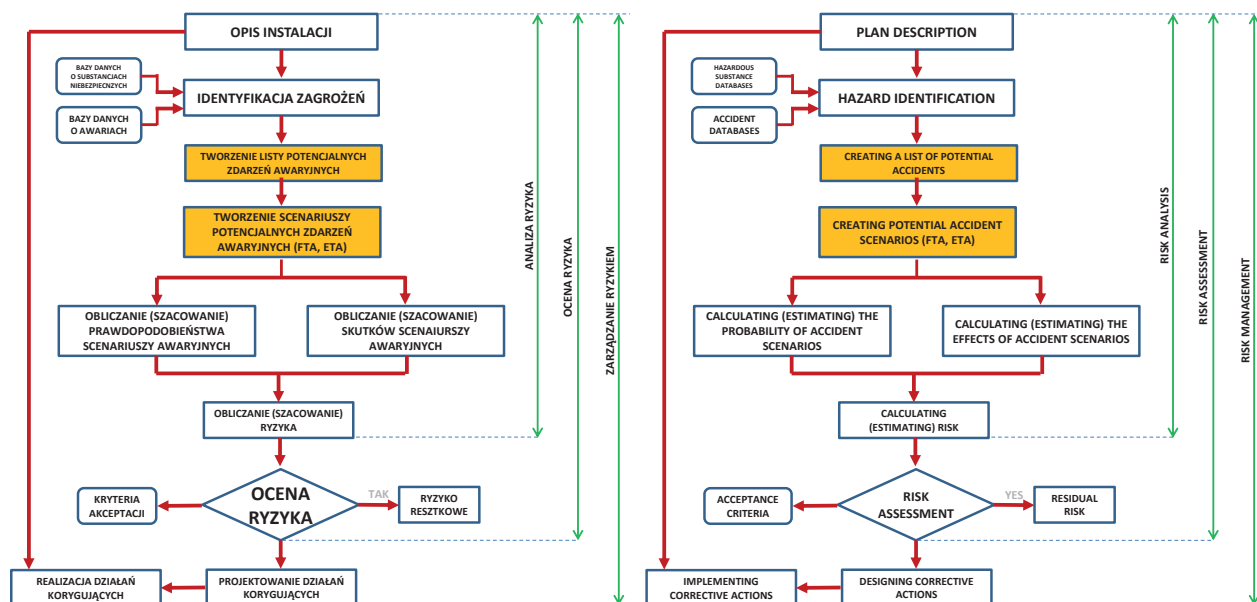 OPIS INSTALACJI
BAZY DANYCH
O SUBSTANCJACH
NIEBEZPIECZNYCH
IDENTYFIKACJA ZAGROŻEŃ
BAZY DANYCH
O AWARIACH
TWORZENIE LISTY POTENCJALNYCH
ZDARZEŃ AWARYJNYCH
TWORZENIE SCENARIUSZY
POTENCJALNYCH ZDARZEŃ
AWARYJNYCH (FTA, ETA)
OBLICZANIE (SZACOWANIE)
PRAWDOPODOBIEŃSTWA
SCENARIUSZY AWARYJNYCH
OBLICZANIE (SZACOWANIE)
SKUTKÓW SCENAIURSZY
AWARYJNYCH
OBLICZANIE (SZACOWANIE)
RYZYKA
KRYTERIA
AKCEPTACJI
OCENA
RYZYKA
TAK
RYZYKO
RESZTKOWE
REALIZACJA DZIAŁAŃ
KORYGUJĄCYCH
PROJEKTOWANIE DZIAŁAŃ
KORYGUJĄCYCH
ANALIZA RYZYKA
OCENA RYZYKA
ZARZĄDZANIE RYZYKIEM
PLAN DESCRIPTION
HAZARDOUS
SUBSTANCE
DATABASES
HAZARD IDENTIFICATION
ACCIDENT
DATABASES
CREATING A LIST OF POTENTIAL
ACCIDENTS
CREATING POTENTIAL ACCIDENT
SCENARIOS (FTA, ETA)
CALCULATING (ESTIMATING) THE
PROBABILITY OF ACCIDENT
SCENARIOS
CALCULATING (ESTIMATING) THE
EFFECTS OF ACCIDENT SCENARIOS
CALCULATING
(ESTIMATING) RISK
ACCEPTANCE
CRITERIA
RISK
ASSESSMENT
YES
RESIDUAL
RISK
IMPLEMENTING
CORRECTIVE ACTIONS
DESIGNING CORRECTIVE
ACTIONS
RISK ANALYSIS
RISK ASSESSMENT
RISK MANAGEMENT